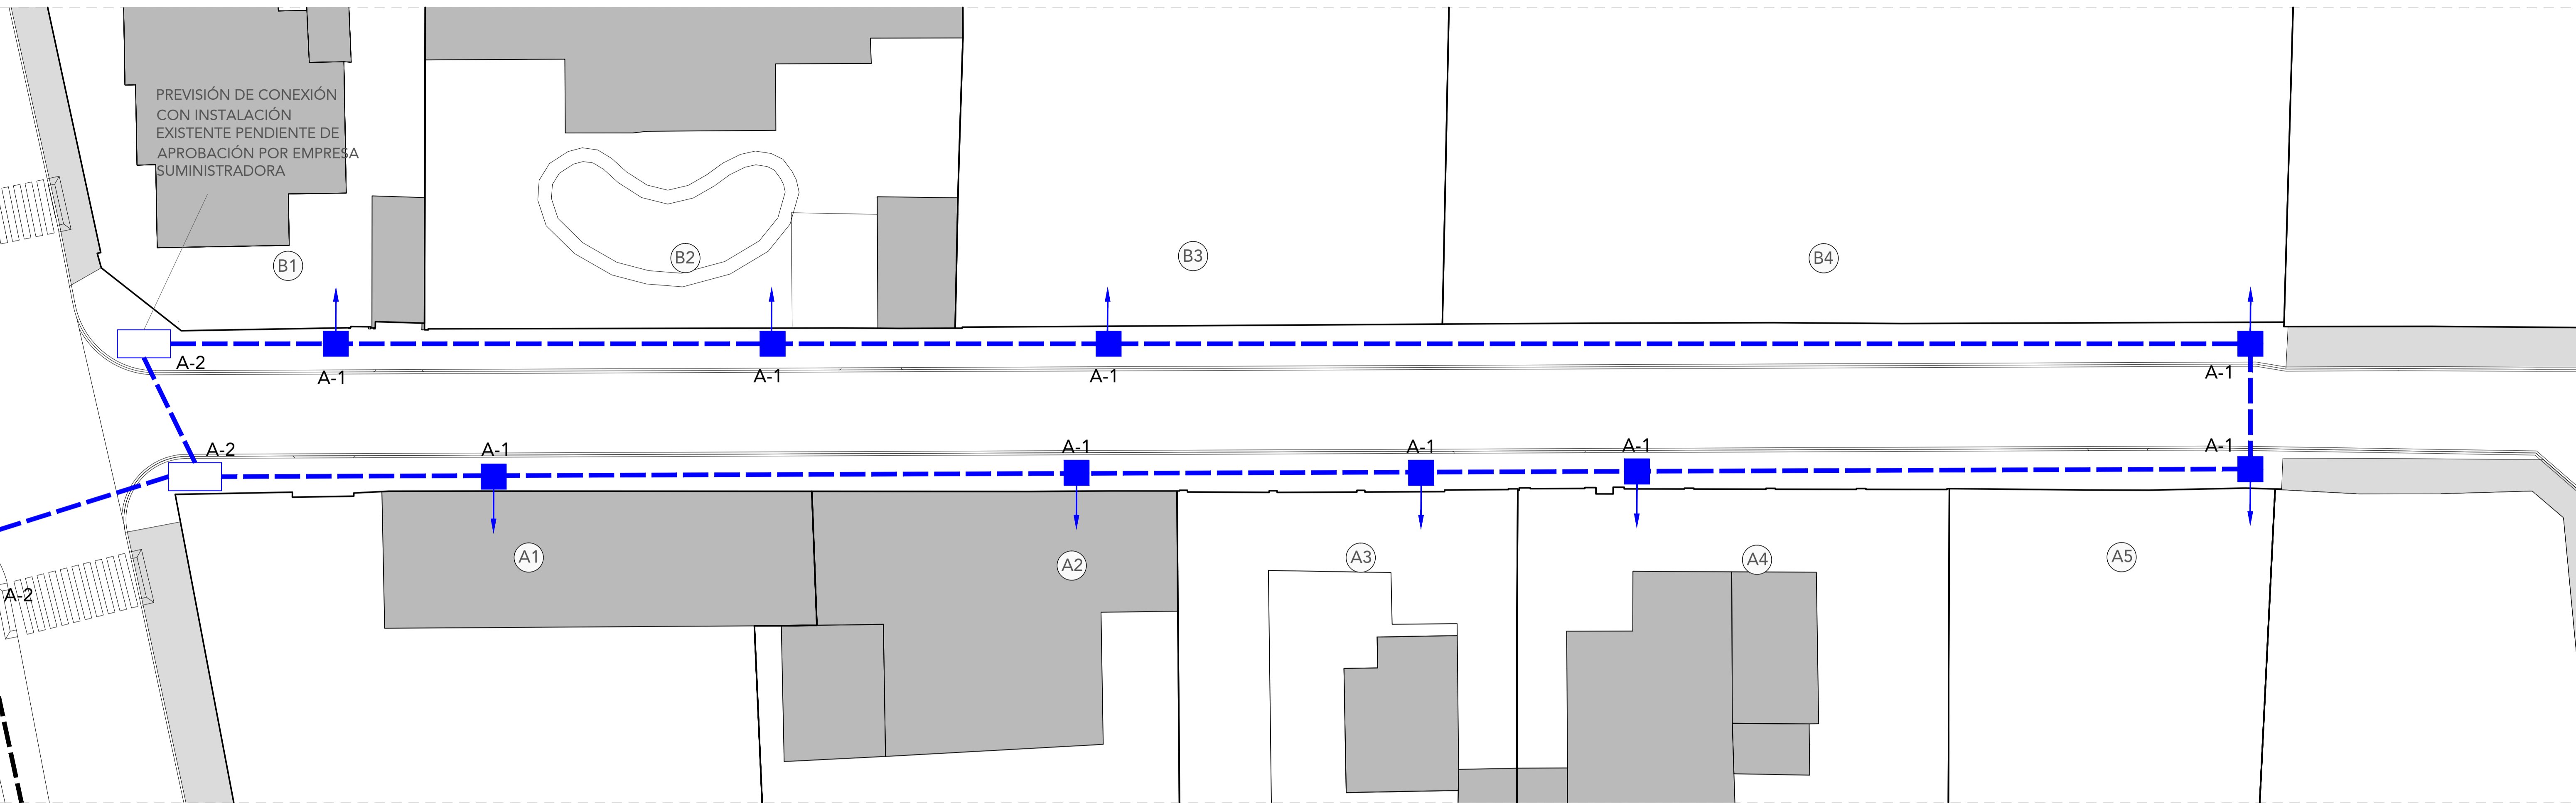 PREVISIÓN DE CONEXIÓN
CON INSTALACIÓN
EXISTENTE PENDIENTE DE
APROBACIÓN POR EMPRESA
SUMINISTRADORA
B1
B2
B3
B4
A-2
A-1
A-1
A-1
A-1
A-2
A-1
A-1
A-1
A-1
A-1
A1
A2
A3
A4
A5
A-2